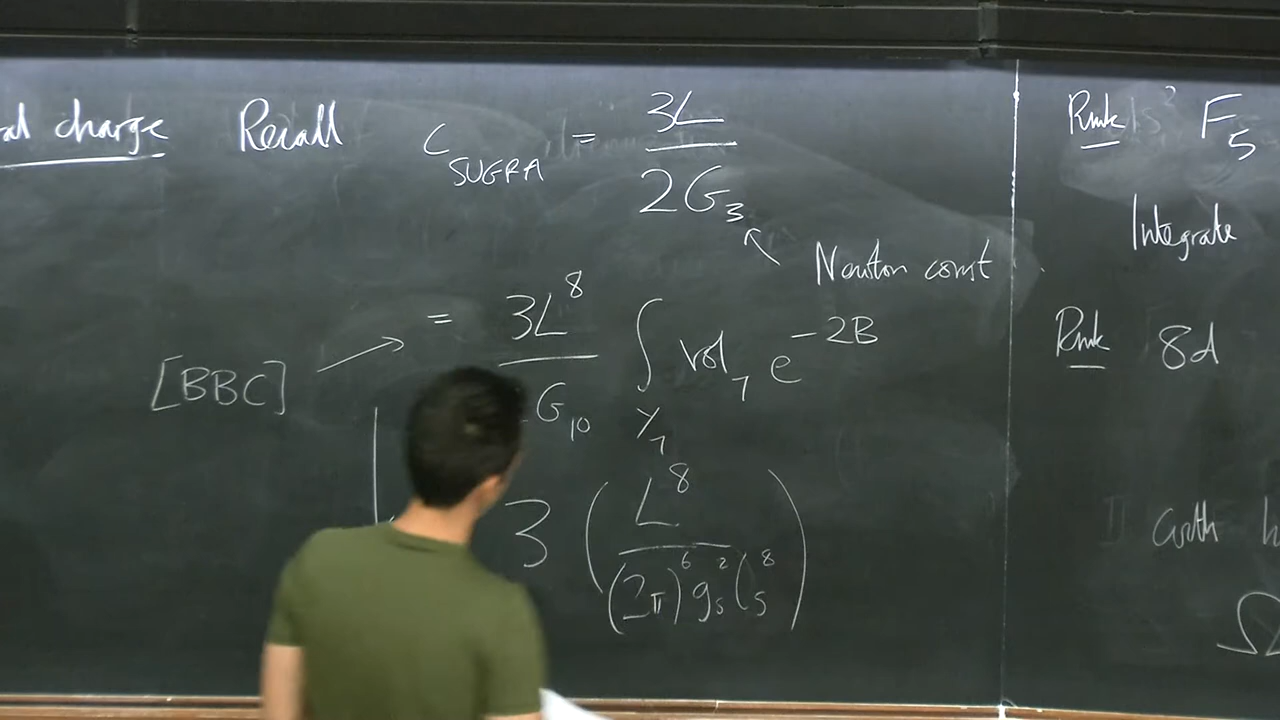 al charge Recall C_SUGRA = 3L / 2G_3
Newton const
[BBC] → = 3L^8 / G_10 ∫_{Y_7} vol_7 e^{-2B}
3 ( L^8 / (2π)^6 g_s^2 l_s^8 )
Rmk F_5
Integrate
Rmk 8d
with h
Ω